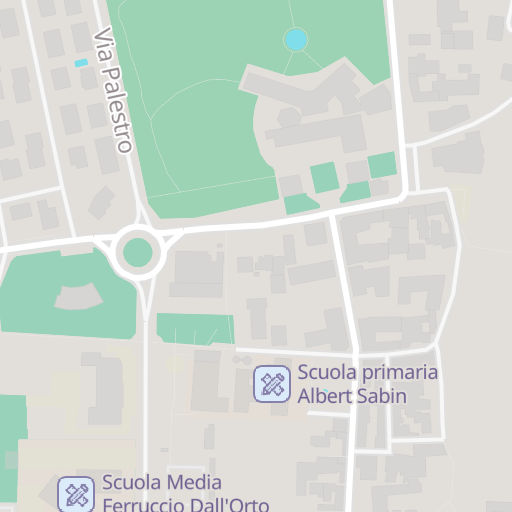 Via Palestro
Scuola primaria
Albert Sabin
Scuola Media
Ferruccio Dall'Orto